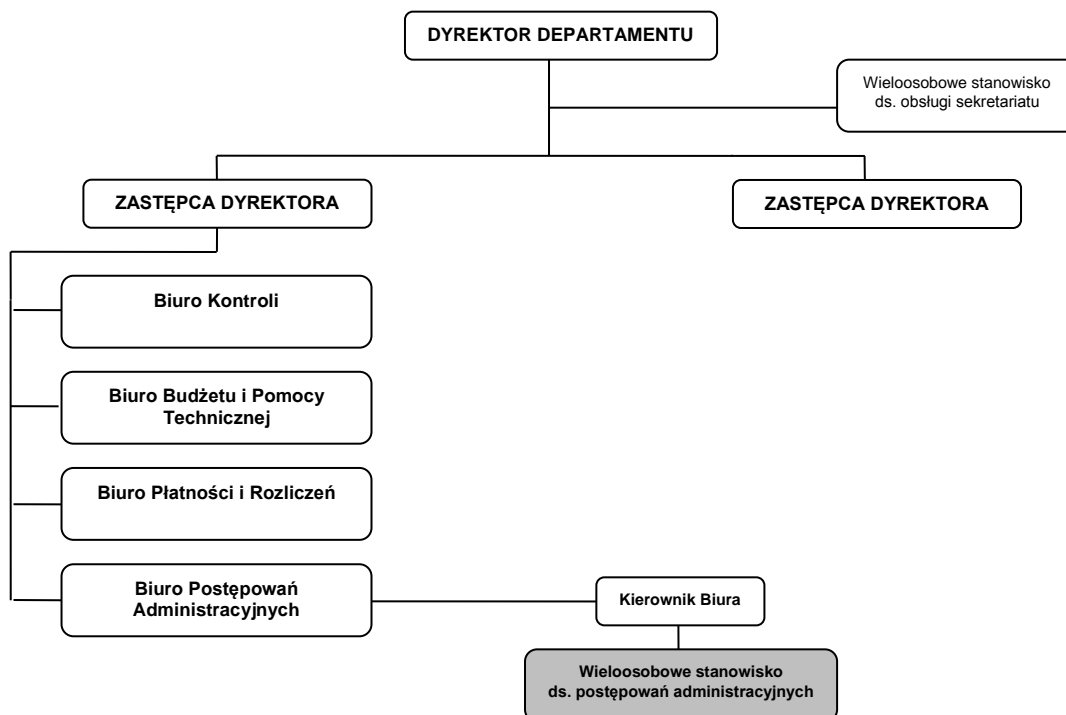 DYREKTOR DEPARTAMENTU
Wieloosobowe stanowisko
ds. obsługi sekretariatu
ZASTĘPCA DYREKTORA
ZASTĘPCA DYREKTORA
Biuro Kontroli
Biuro Budżetu i Pomocy
Technicznej
Biuro Płatności i Rozliczeń
Biuro Postępowań
Administracyjnych
Kierownik Biura
Wieloosobowe stanowisko
ds. postępowań administracyjnych